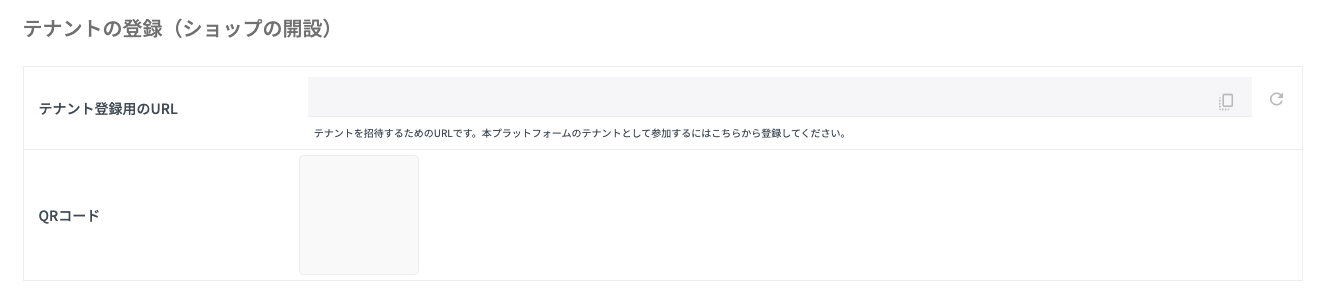 テナントの登録（ショップの開設）
テナント登録用のURL
テナントを招待するためのURLです。本プラットフォームのテナントとして参加するにはこちらから登録してください。
QRコード